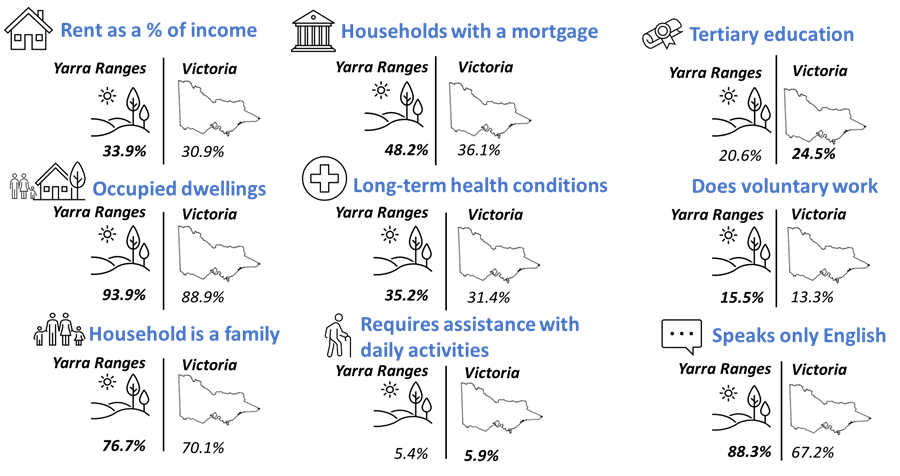 Rent as a % of income
Yarra Ranges
Victoria
33.9%
30.9%
Households with a mortgage
Yarra Ranges
Victoria
48.2%
36.1%
Tertiary education
Yarra Ranges
Victoria
20.6%
24.5%
Occupied dwellings
Yarra Ranges
Victoria
93.9%
88.9%
Long-term health conditions
Yarra Ranges
Victoria
35.2%
31.4%
Does voluntary work
Yarra Ranges
Victoria
15.5%
13.3%
Household is a family
Yarra Ranges
Victoria
76.7%
70.1%
Requires assistance with
daily activities
Yarra Ranges
Victoria
5.4%
5.9%
Speaks only English
Yarra Ranges
Victoria
88.3%
67.2%